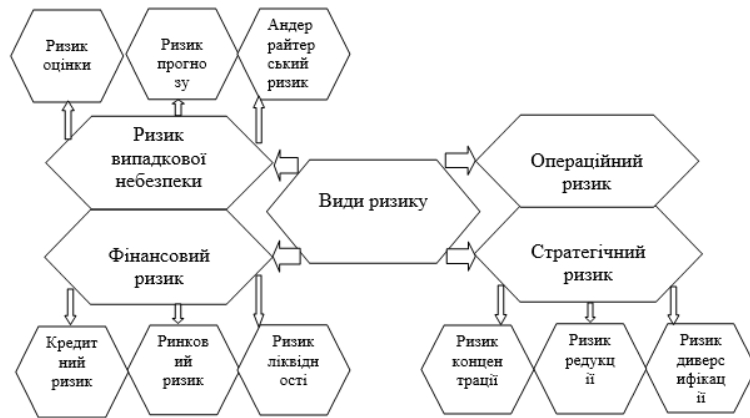 Ризик
оцінки
Ризик
прогно
зу
Андер
райтер
ський
ризик
Ризик
випадкової
небезпеки
Операційний
ризик
Види ризику
Фінансовий
ризик
Стратегічний
ризик
Кредит
ний
ризик
Ринков
ий
ризик
Ризик
ліквідн
ості
Ризик
концен
трації
Ризик
редукц
ії
Ризик
диверс
ифікац
ії